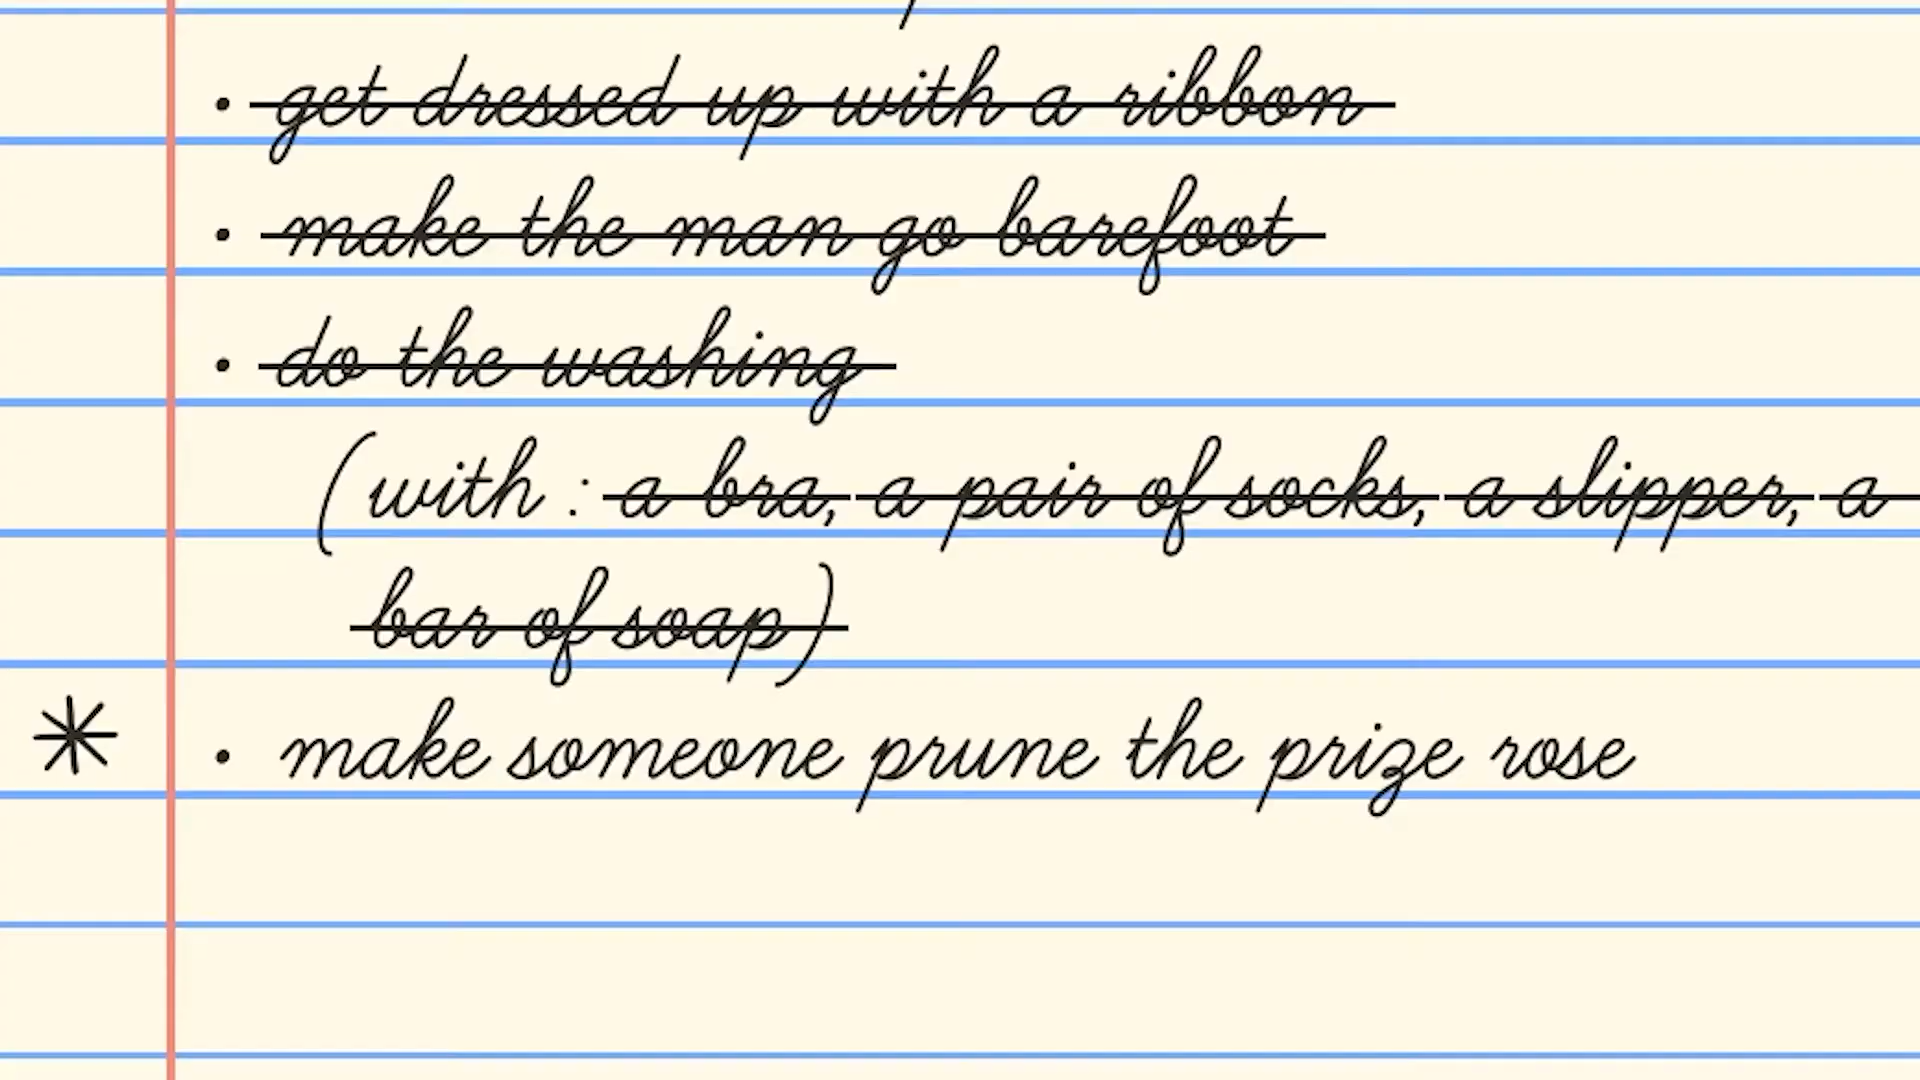 • get dressed up with a ribbon
• make the man go barefoot
• do the washing
(with : a bra, a pair of socks, a slipper, a
bar of soap)
* • make someone prune the prize rose